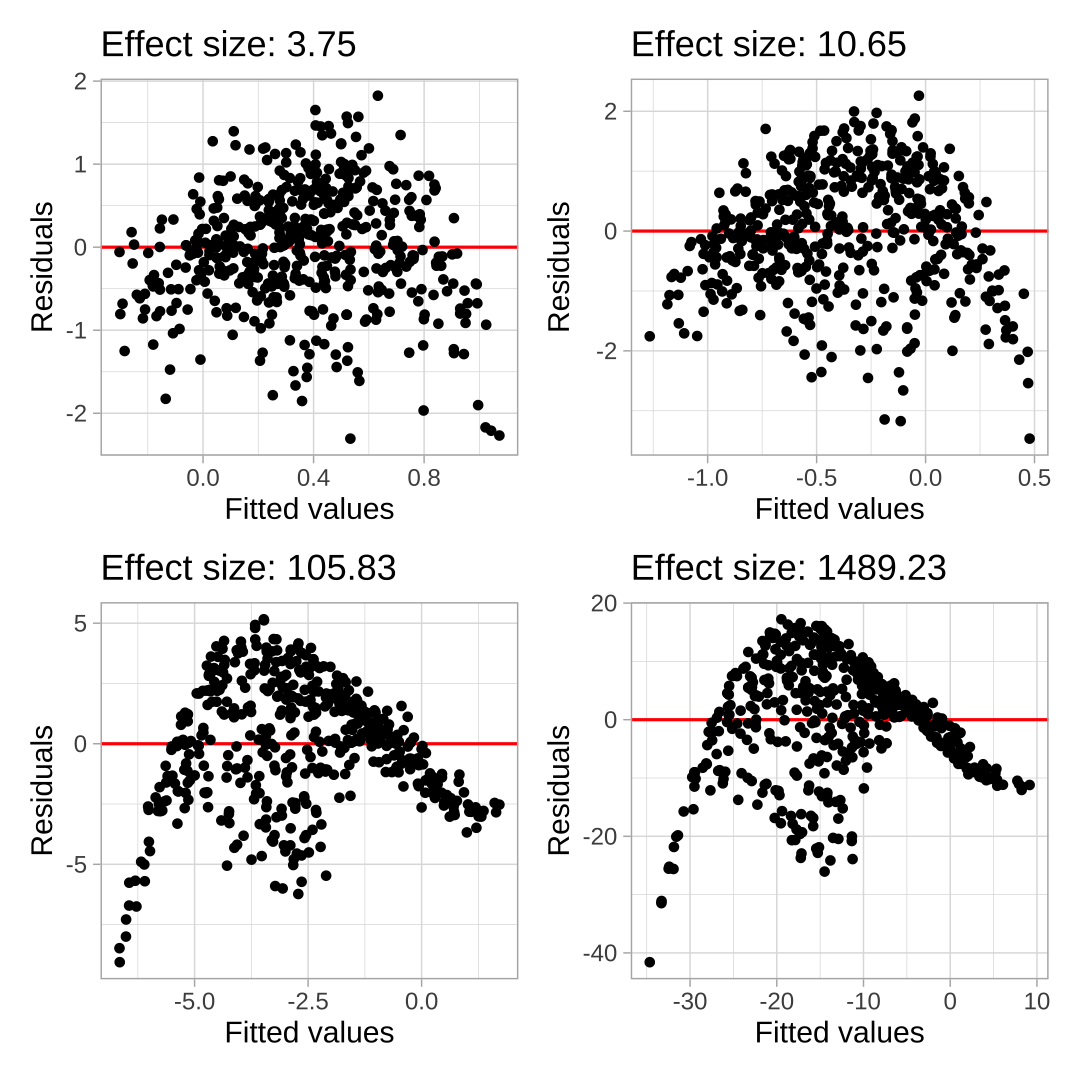 Effect size: 3.75
2
1
0
-1
-2
Residuals
0.0 0.4 0.8
Fitted values
Effect size: 10.65
2
0
-2
Residuals
-1.0 -0.5 0.0 0.5
Fitted values
Effect size: 105.83
5
0
-5
Residuals
-5.0 -2.5 0.0
Fitted values
Effect size: 1489.23
20
0
-20
-40
Residuals
-30 -20 -10 0 10
Fitted values